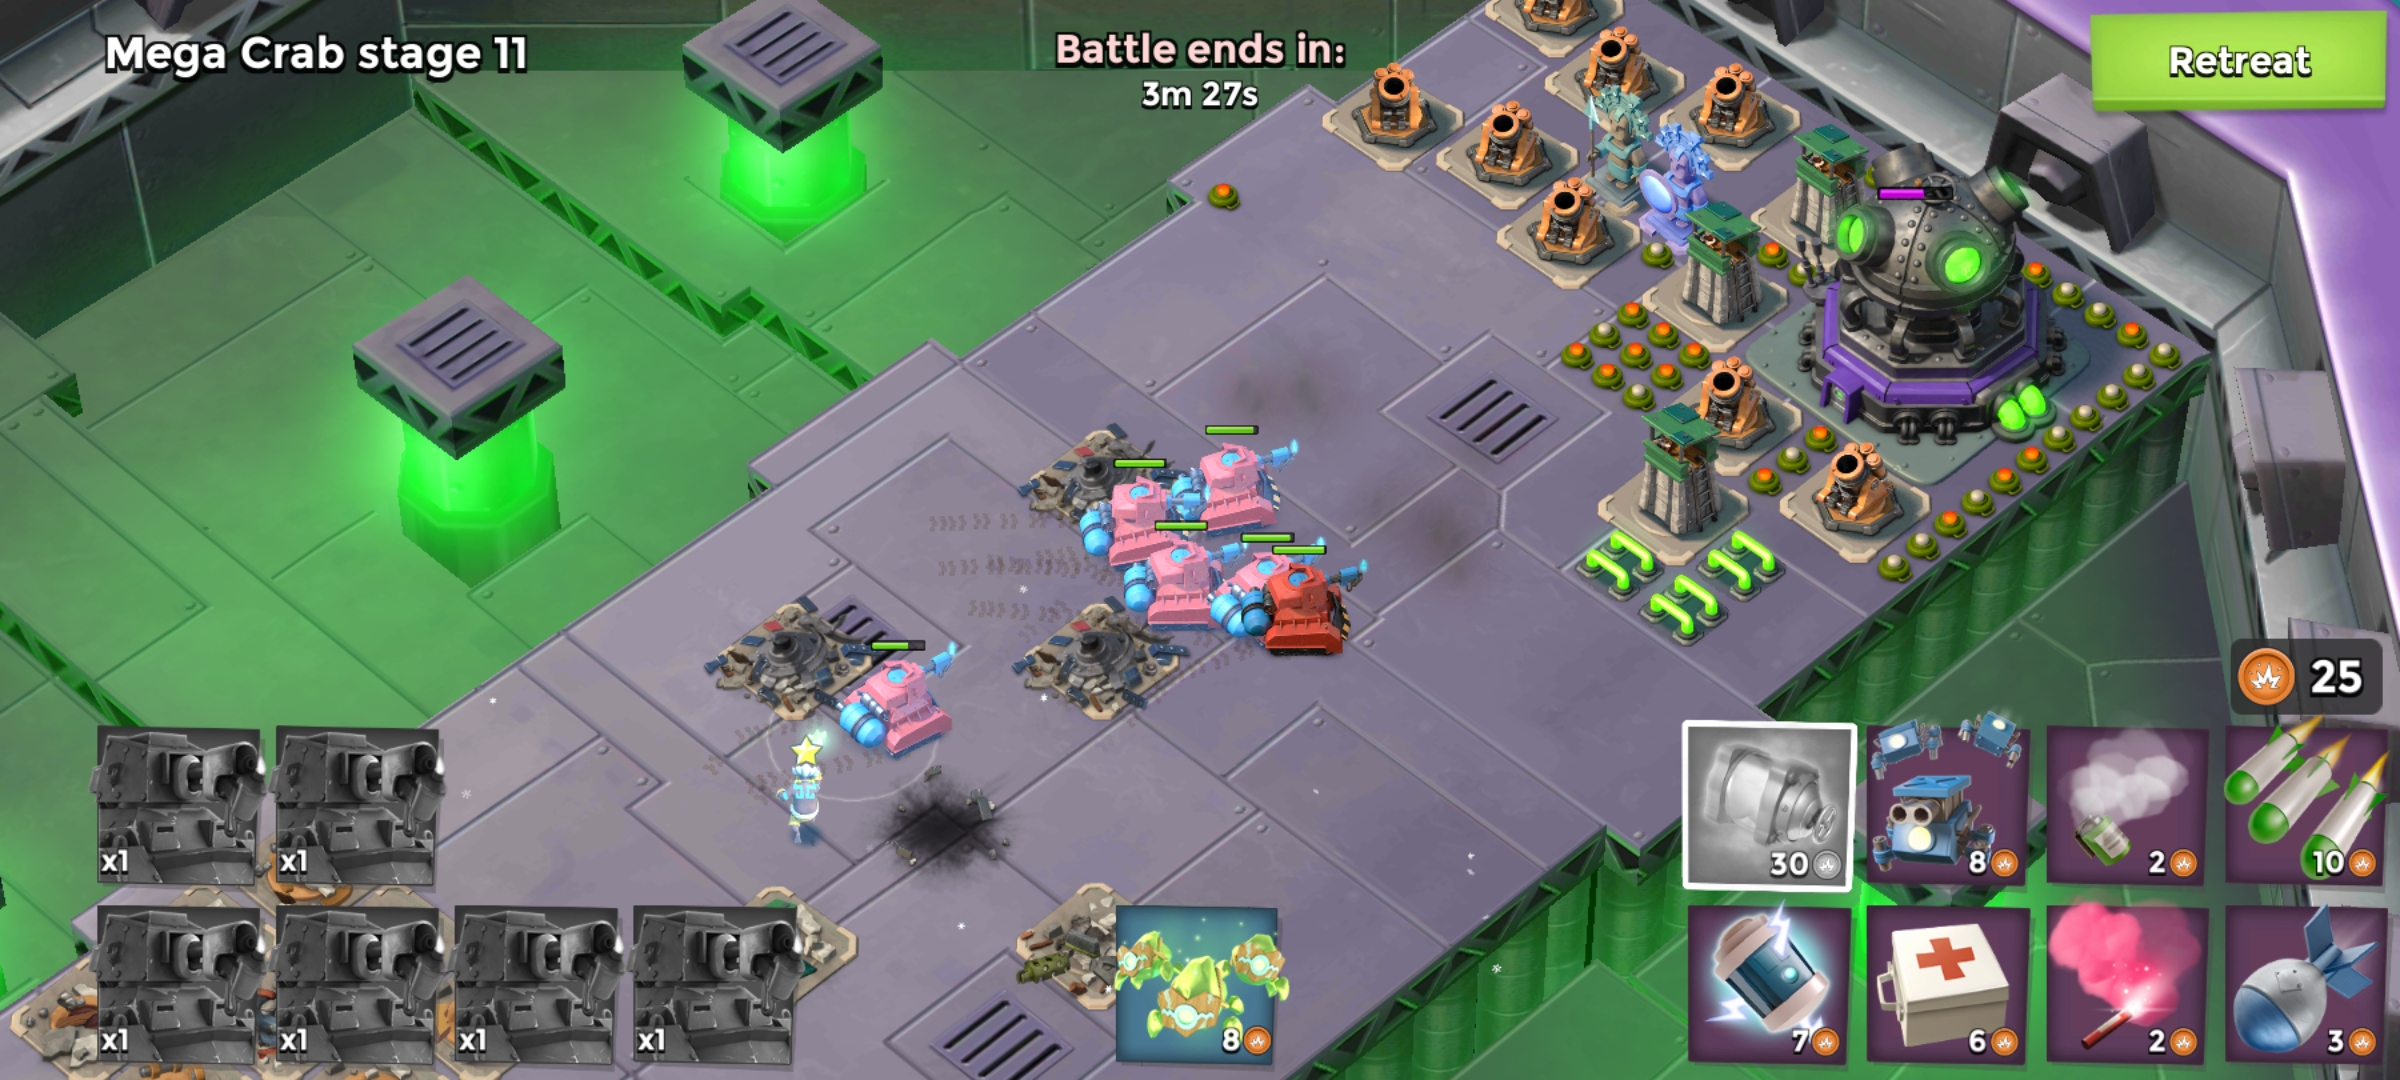 Mega Crab stage 11
Battle ends in:
3m 27s
Retreat
25
x1
x1
30
8
2
10
x1
x1
x1
x1
8
7
6
2
3